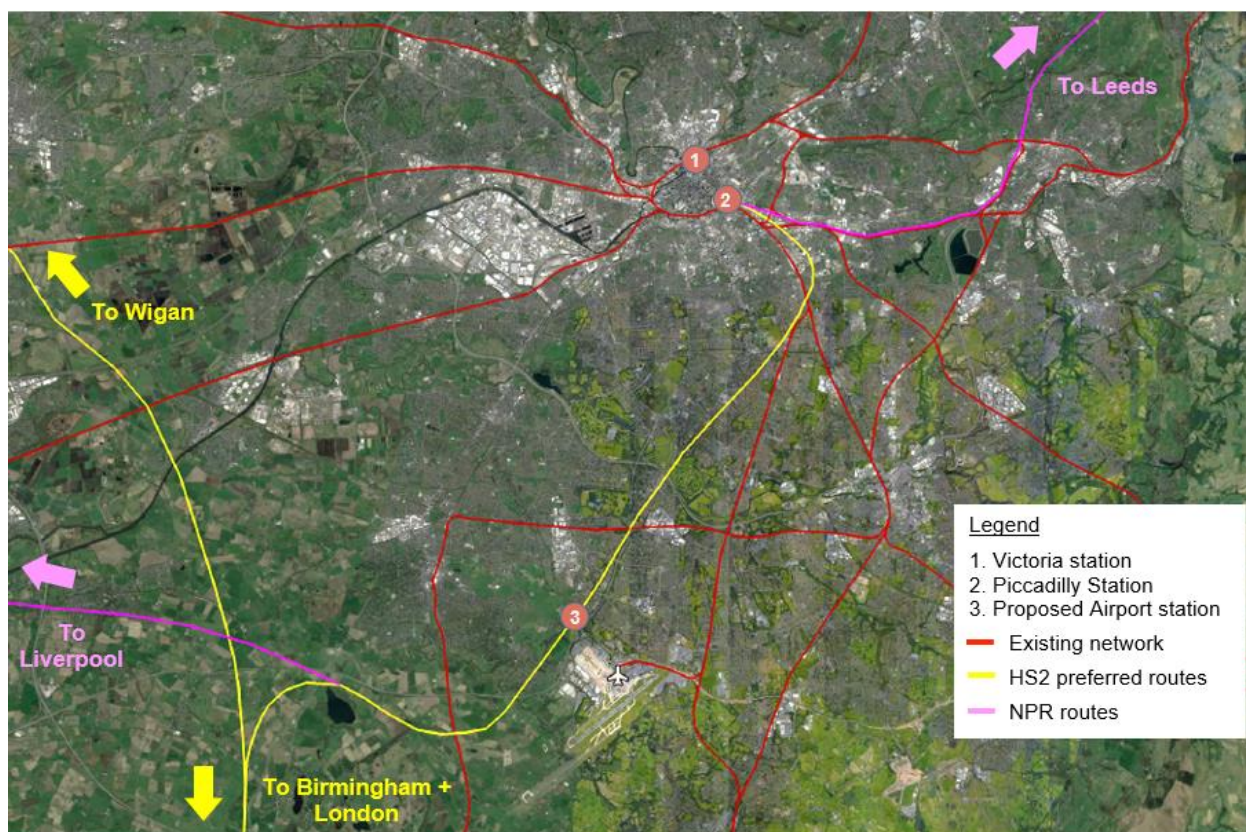 To Leeds
1
2
To Wigan
To
Liverpool
3
To Birmingham +
London
Legend
1. Victoria station
2. Piccadilly Station
3. Proposed Airport station
Existing network
HS2 preferred routes
NPR routes